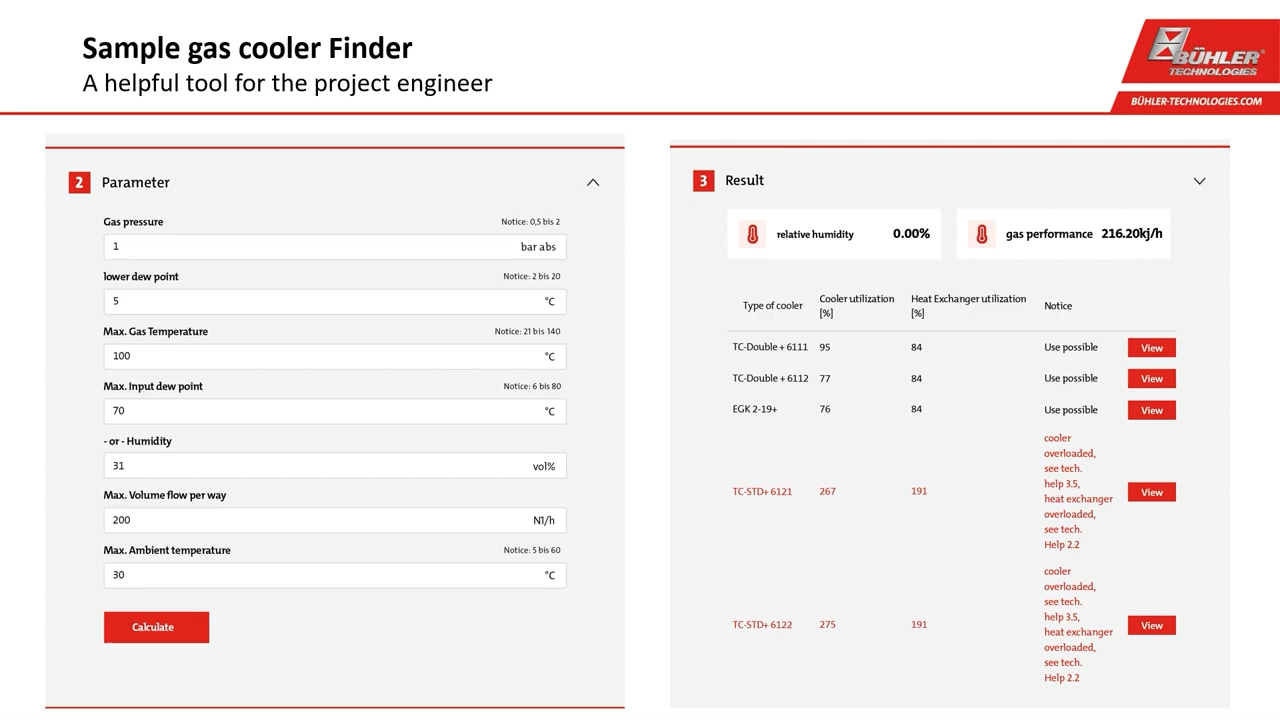 Sample gas cooler Finder
A helpful tool for the project engineer
BÜHLER®
TECHNOLOGIES
BÜHLER-TECHNOLOGIES.COM
2 Parameter
Gas pressure Notice: 0,5 bis 2
1 bar abs
lower dew point Notice: 2 bis 20
5 °C
Max. Gas Temperature Notice: 21 bis 140
100 °C
Max. Input dew point Notice: 6 bis 80
70 °C
- or - Humidity
31 vol%
Max. Volume flow per way
200 N1/h
Max. Ambient temperature Notice: 5 bis 60
30 °C
Calculate
3 Result
relative humidity 0.00% gas performance 216.20kj/h
Type of cooler Cooler utilization [%] Heat Exchanger utilization [%] Notice
TC-Double + 6111 95 84 Use possible View
TC-Double + 6112 77 84 Use possible View
EGK 2-19+ 76 84 Use possible View
cooler
overloaded,
see tech.
help 3.5,
TC-STD+ 6121 267 191 heat exchanger View
overloaded,
see tech.
Help 2.2
cooler
overloaded,
see tech.
help 3.5,
TC-STD+ 6122 275 191 heat exchanger View
overloaded,
see tech.
Help 2.2